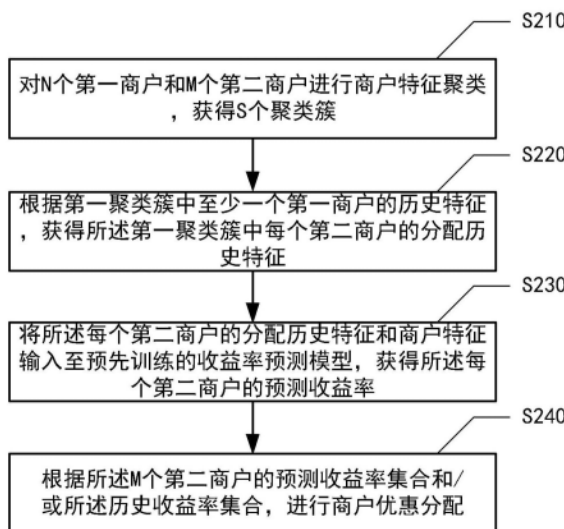 S210
对N个第一商户和M个第二商户进行商户特征聚类
，获得S个聚类簇
S220
根据第一聚类簇中至少一个第一商户的历史特征
，获得所述第一聚类簇中每个第二商户的分配历
史特征
S230
将所述每个第二商户的分配历史特征和商户特征
输入至预先训练的收益率预测模型，获得所述每
个第二商户的预测收益率
S240
根据所述M个第二商户的预测收益率集合和/
或所述历史收益率集合，进行商户优惠分配